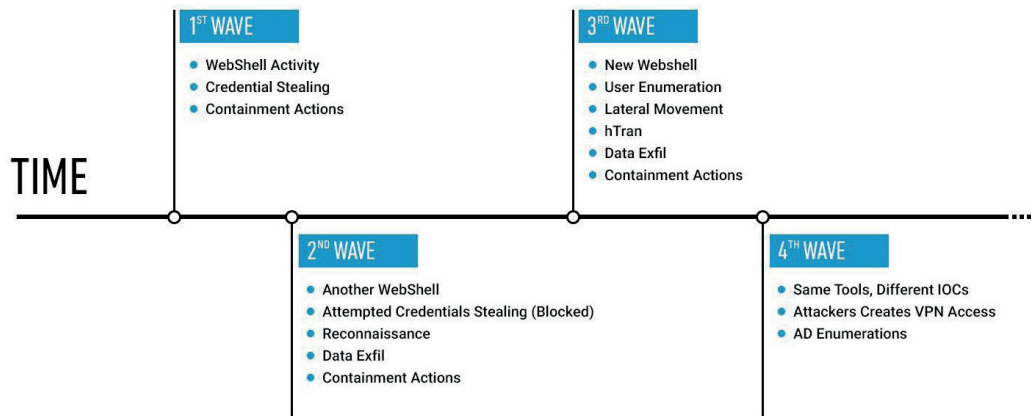 1ST WAVE
WebShell Activity
Credential Stealing
Containment Actions
3RD WAVE
New Webshell
User Enumeration
Lateral Movement
hTran
Data Exfil
Containment Actions
TIME
2ND WAVE
Another WebShell
Attempted Credentials Stealing (Blocked)
Reconnaissance
Data Exfil
Containment Actions
4TH WAVE
Same Tools, Different IOCs
Attackers Creates VPN Access
AD Enumerations